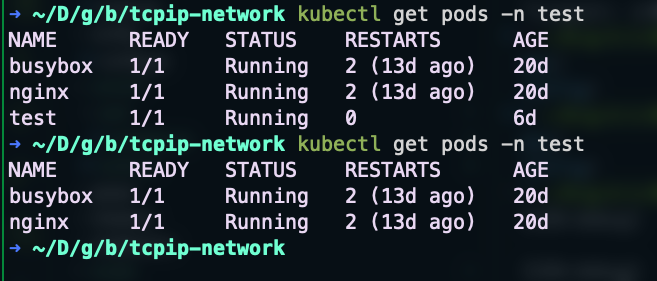 → ~/D/g/b/tcpip-network kubectl get pods -n test
NAME READY STATUS RESTARTS AGE
busybox 1/1 Running 2 (13d ago) 20d
nginx 1/1 Running 2 (13d ago) 20d
test 1/1 Running 0 6d
→ ~/D/g/b/tcpip-network kubectl get pods -n test
NAME READY STATUS RESTARTS AGE
busybox 1/1 Running 2 (13d ago) 20d
nginx 1/1 Running 2 (13d ago) 20d
→ ~/D/g/b/tcpip-network